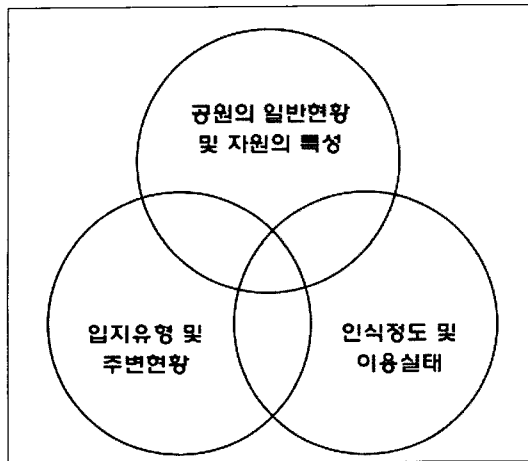 공원의 일반현황
및 자원의 특성
입지유형 및
주변현황
인식정도 및
이용실태